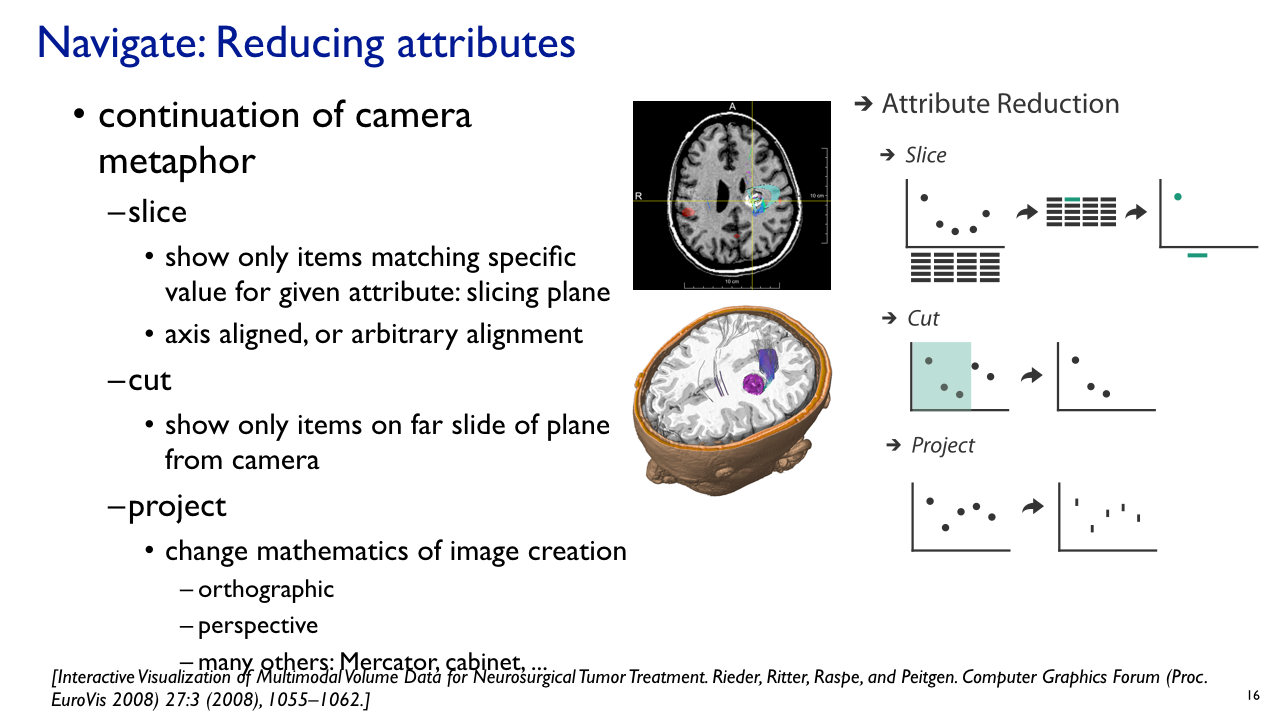 Navigate: Reducing attributes
• continuation of camera
metaphor
–slice
• show only items matching specific
value for given attribute: slicing plane
• axis aligned, or arbitrary alignment
–cut
• show only items on far slide of plane
from camera
–project
• change mathematics of image creation
– orthographic
– perspective
– many others: Mercator, cabinet, ...
A
R
10 cm
10 cm
➔ Attribute Reduction
➔ Slice
➔ Cut
➔ Project
[Interactive Visualization of Multimodal Volume Data for Neurosurgical Tumor Treatment. Rieder, Ritter, Raspe, and Peitgen. Computer Graphics Forum (Proc.
EuroVis 2008) 27:3 (2008), 1055–1062.]
16